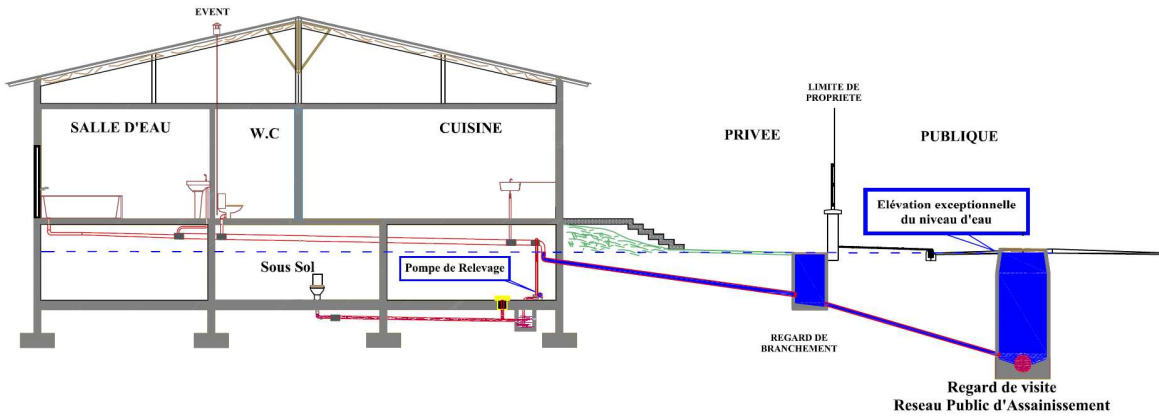 EVENT
LIMITE DE
PROPRIETE
SALLE D'EAU
W.C
CUISINE
PRIVEE
PUBLIQUE
Elévation exceptionnelle
du niveau d'eau
Sous Sol
Pompe de Relevage
REGARD DE
BRANCHEMENT
Regard de visite
Reseau Public d'Assainissement